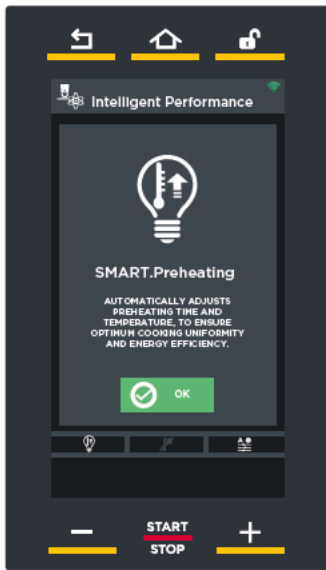 Intelligent Performance
SMART.Preheating
AUTOMATICALLY ADJUSTS
PREHEATING TIME AND
TEMPERATURE, TO ENSURE
OPTIMUM COOKING UNIFORMITY
AND ENERGY EFFICIENCY.
OK
START
STOP